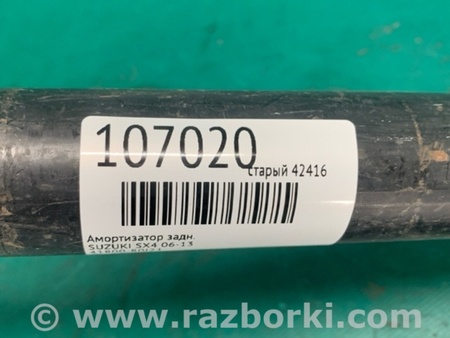 107020
старый 42416
Амортизатор задн.
SUZUKI SX4 06-13
© www.razborki.com